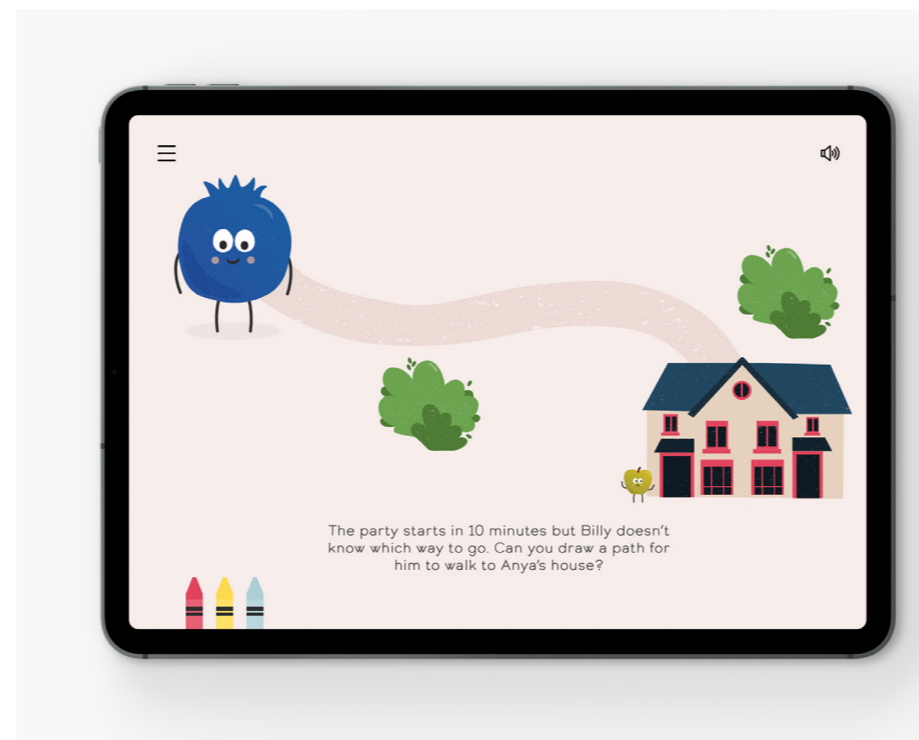 The party starts in 10 minutes but Billy doesn't
know which way to go. Can you draw a path for
him to walk to Anya's house?